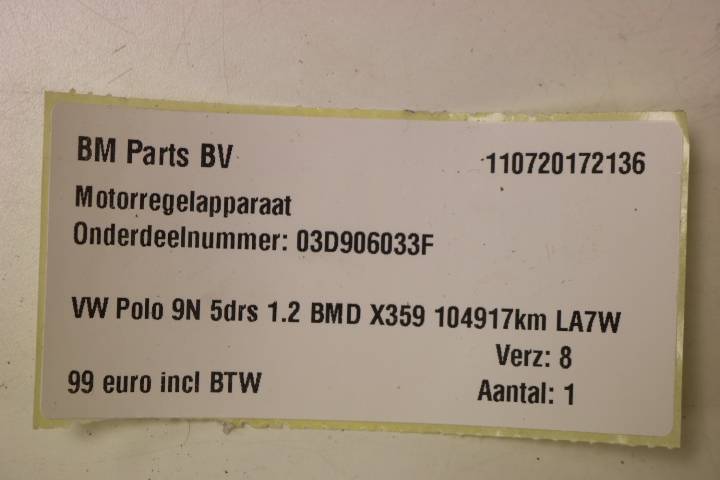 BM Parts BV 110720172136
Motorregelapparaat
Onderdeelnummer: 03D906033F
VW Polo 9N 5drs 1.2 BMD X359 104917km LA7W
Verz: 8
99 euro incl BTW Aantal: 1